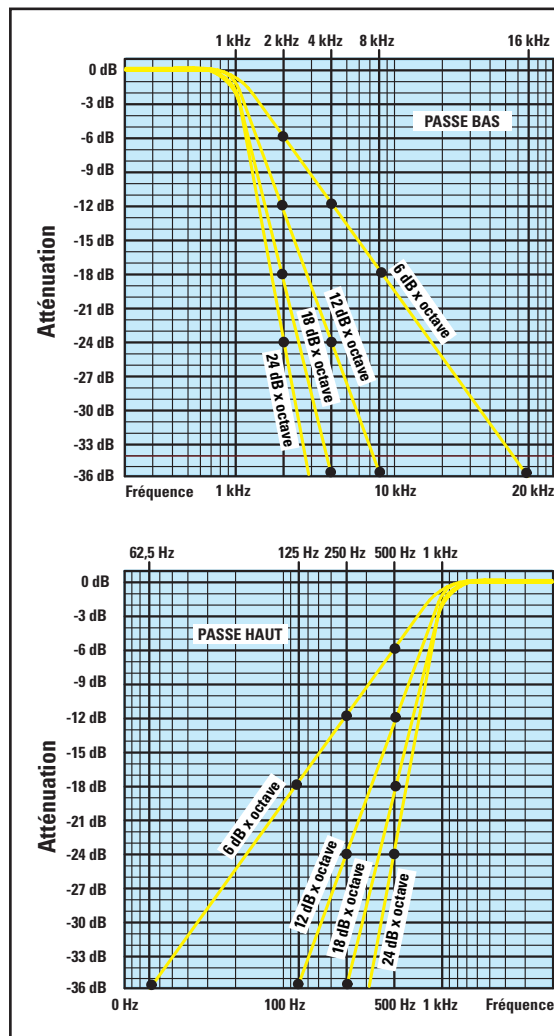 1 kHz 2 kHz 4 kHz 8 kHz 16 kHz
0 dB
-3 dB
PASSE BAS
-6 dB
-9 dB
-12 dB
-15 dB
-18 dB
-21 dB
-24 dB
-27 dB
-30 dB
-33 dB
-36 dB
Atténuation
6 dB x octave
12 dB x octave
18 dB x octave
24 dB x octave
Fréquence 1 kHz 10 kHz 20 kHz
62,5 Hz 125 Hz 250 Hz 500 Hz 1 kHz
0 dB
-3 dB
PASSE HAUT
-6 dB
-9 dB
-12 dB
-15 dB
-18 dB
-21 dB
-24 dB
-27 dB
-30 dB
-33 dB
-36 dB
Atténuation
6 dB x octave
12 dB x octave
18 dB x octave
24 dB x octave
0 Hz 100 Hz 500 Hz 1 kHz Fréquence